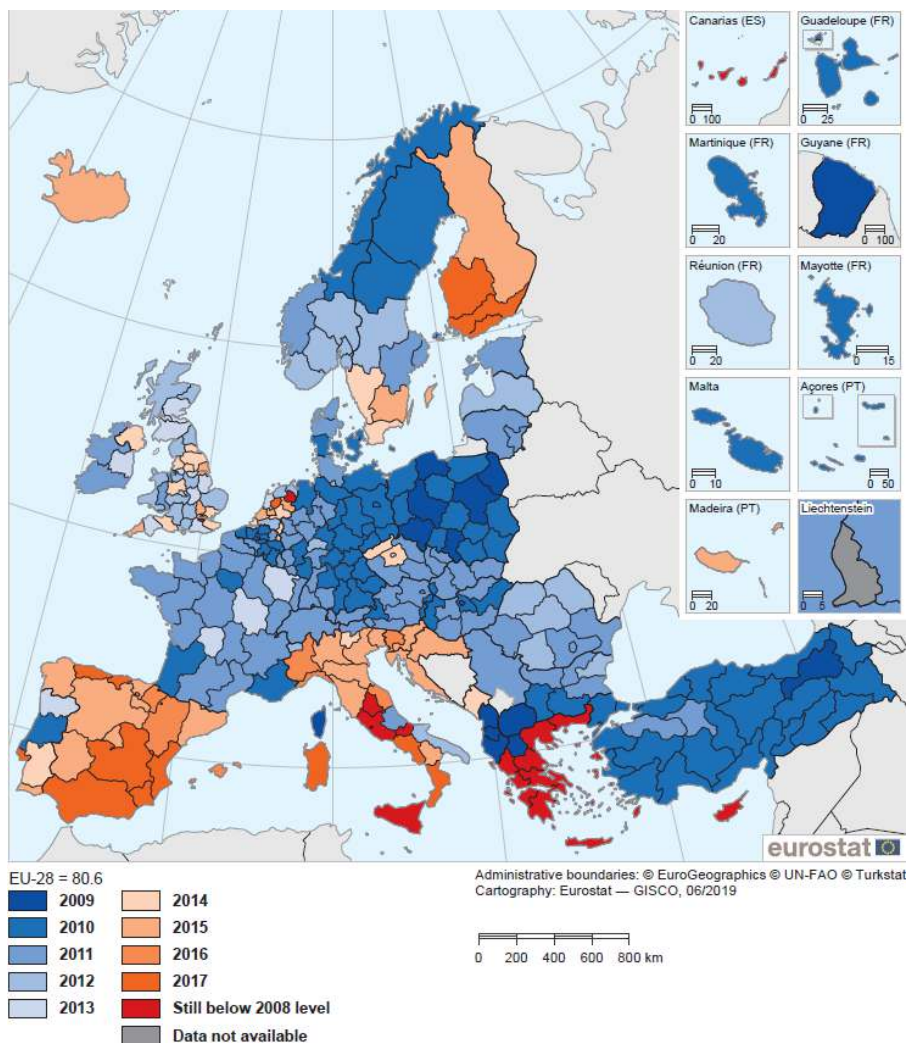 Canarias (ES)
0 100
Guadeloupe (FR)
0 25
Martinique (FR)
0 20
Guyane (FR)
0 100
Réunion (FR)
0 20
Mayotte (FR)
0 15
Malta
0 10
Açores (PT)
0 50
Madeira (PT)
0 20
Liechtenstein
0 5
eurostat
EU-28 = 80.6
Administrative boundaries: © EuroGeographics © UN-FAO © Turkstat
Cartography: Eurostat — GISCO, 06/2019
2009
2010
2011
2012
2013
2014
2015
2016
2017
Still below 2008 level
Data not available
0 200 400 600 800 km